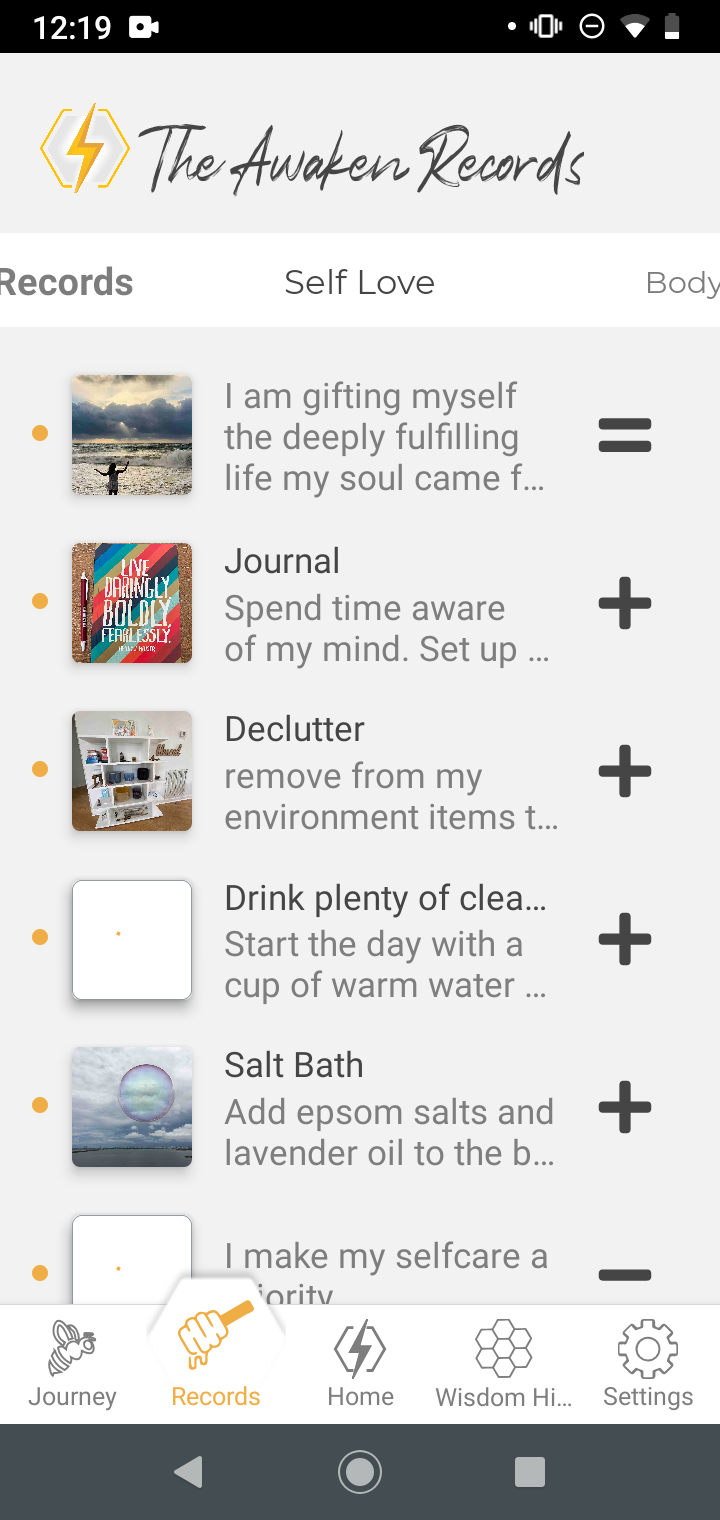 12:19
The Awaken Records
Records
Self Love
Body
I am gifting myself
the deeply fulfilling
life my soul came f...
LIVE
DARINGLY,
BOLDLY,
FEARLESSLY.
Journal
Spend time aware
of my mind. Set up ...
Declutter
remove from my
environment items t...
Drink plenty of clea...
Start the day with a
cup of warm water ...
Salt Bath
Add epsom salts and
lavender oil to the b...
I make my selfcare a
Journey
Records
Home
Wisdom Hi...
Settings